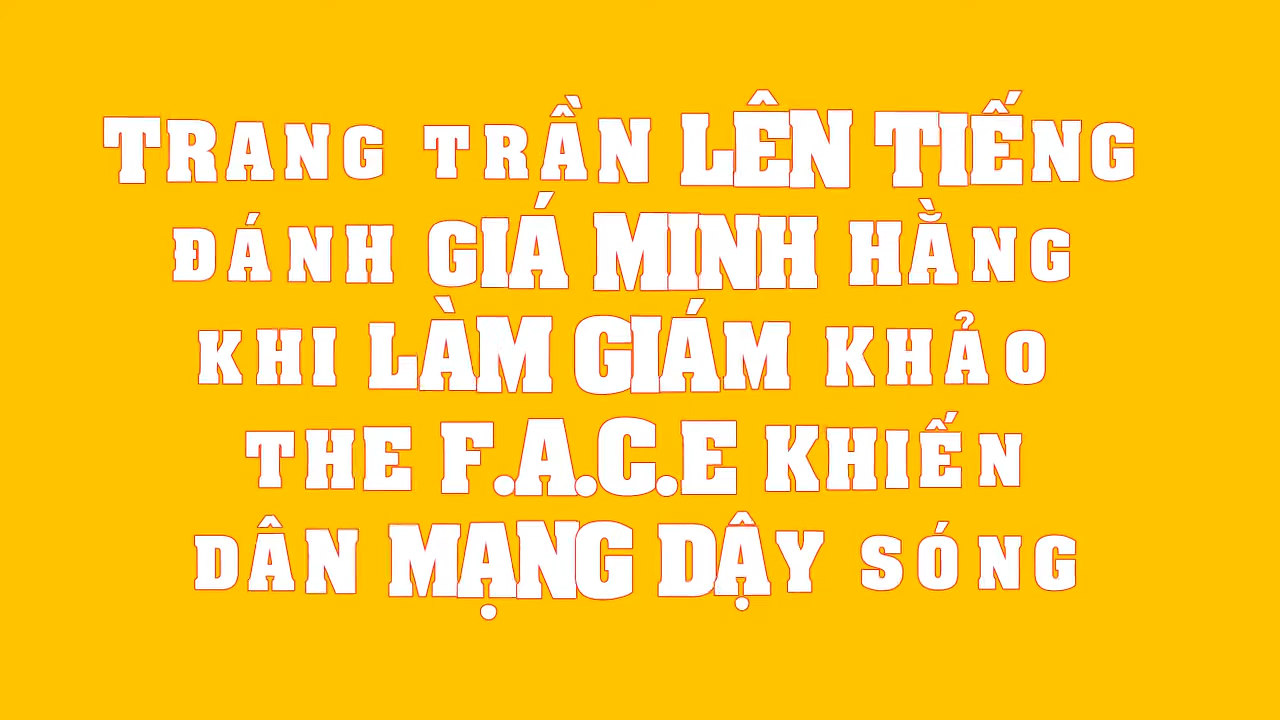 TRANG TRẦN LÊN TIẾNG
ĐÁNH GIÁ MINH HẰNG
KHI LÀM GIÁM KHẢO
THE F.A.C.E KHIẾN
DÂN MẠNG DẬY SÓNG